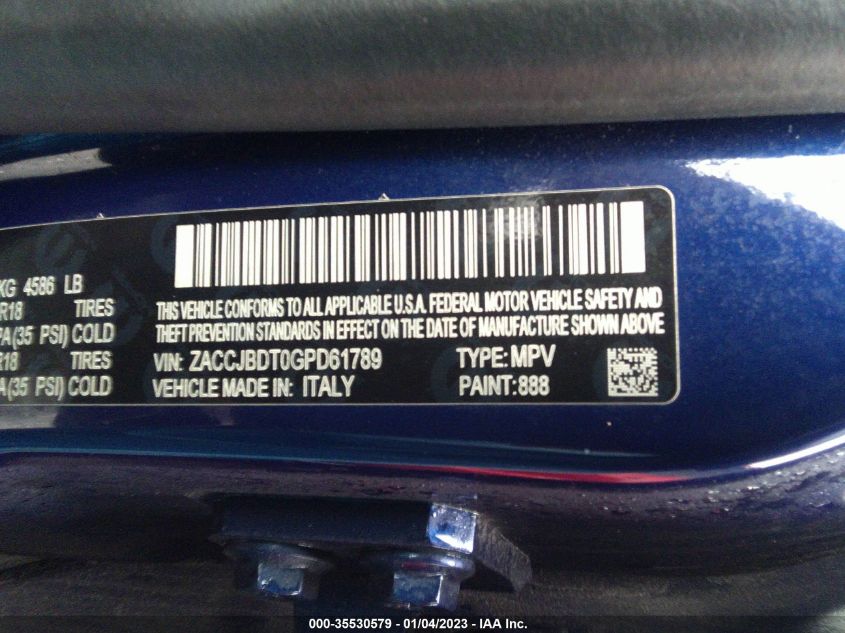 KG 4586 LB
R18 TIRES
PA(35 PSI) COLD
R18 TIRES
A(35 PSI) COLD
THIS VEHICLE CONFORMS TO ALL APPLICABLE U.S.A. FEDERAL MOTOR VEHICLE SAFETY AND
THEFT PREVENTION STANDARDS IN EFFECT ON THE DATE OF MANUFACTURE SHOWN ABOVE
VIN: ZACCJBDT0GPD61789 TYPE: MPV
VEHICLE MADE IN: ITALY PAINT: 888
000-35530579 - 01/04/2023 - IAA Inc.